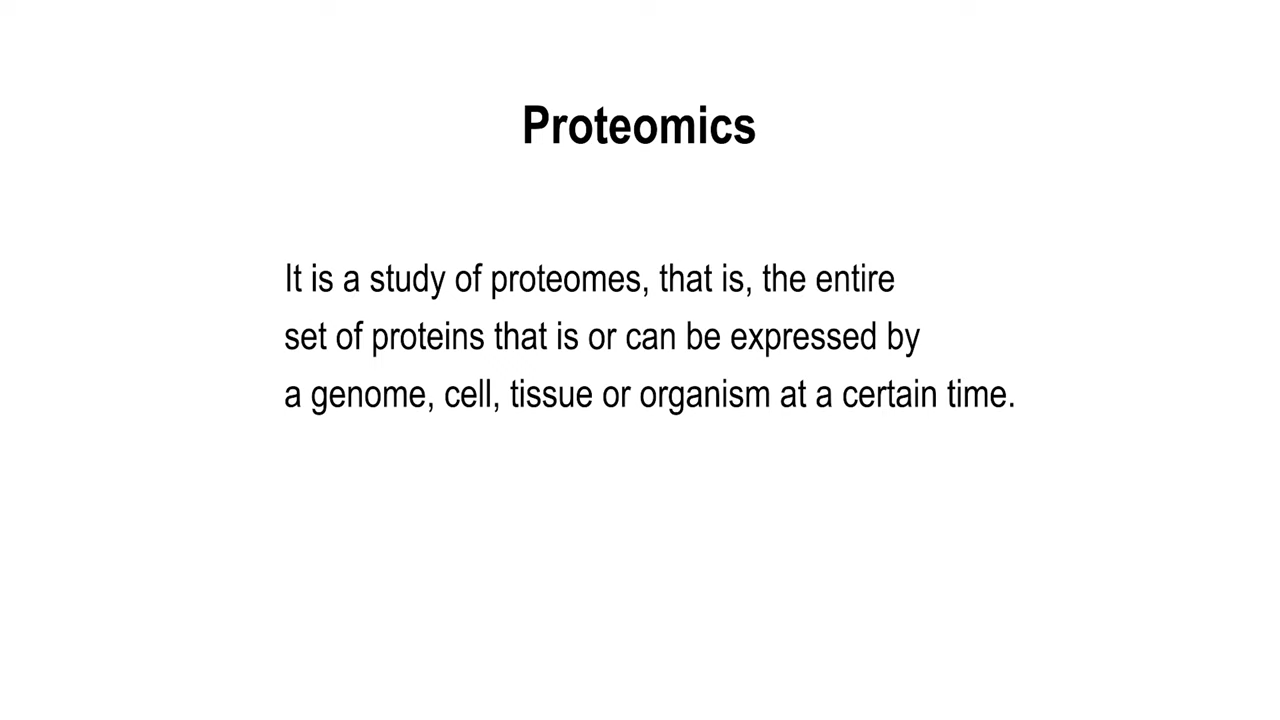 Proteomics
It is a study of proteomes, that is, the entire
set of proteins that is or can be expressed by
a genome, cell, tissue or organism at a certain time.